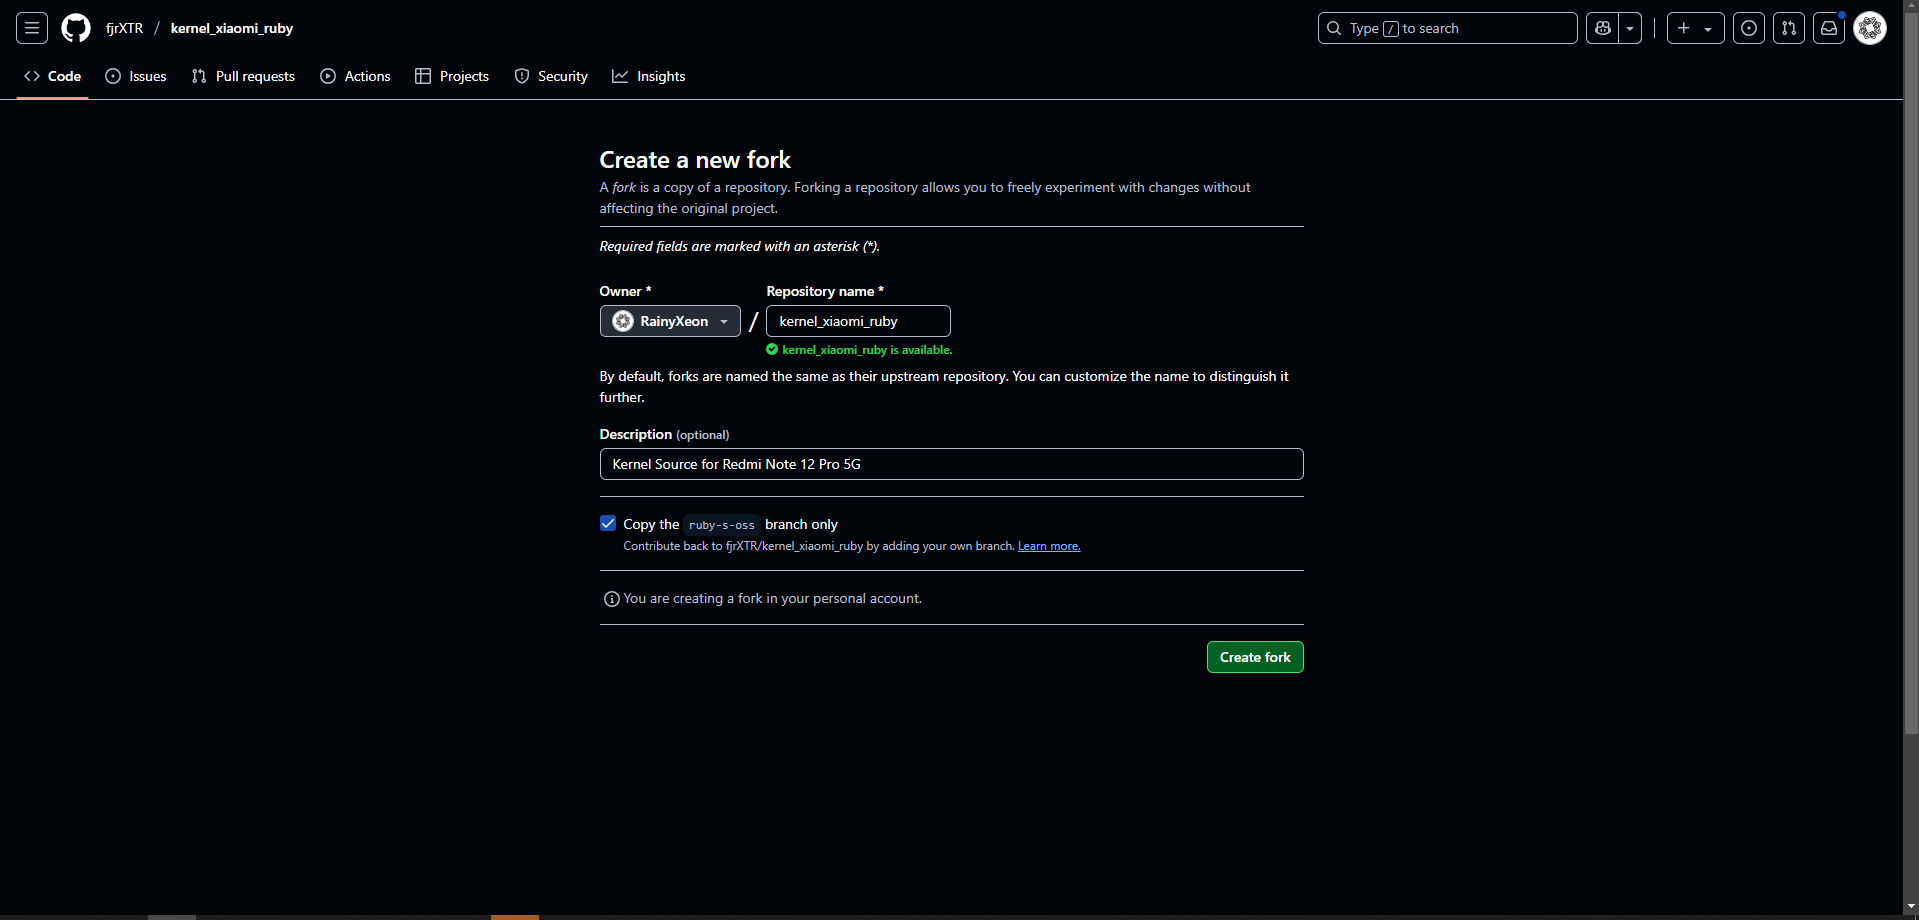 fjrXTR / kernel_xiaomi_ruby
Type / to search
Code Issues Pull requests Actions Projects Security Insights
Create a new fork
A fork is a copy of a repository. Forking a repository allows you to freely experiment with changes without
affecting the original project.
Required fields are marked with an asterisk (*).
Owner * Repository name *
RainyXeon / kernel_xiaomi_ruby
kernel_xiaomi_ruby is available.
By default, forks are named the same as their upstream repository. You can customize the name to distinguish it
further.
Description (optional)
Kernel Source for Redmi Note 12 Pro 5G
Copy the ruby-s-oss branch only
Contribute back to fjrXTR/kernel_xiaomi_ruby by adding your own branch. Learn more.
You are creating a fork in your personal account.
Create fork